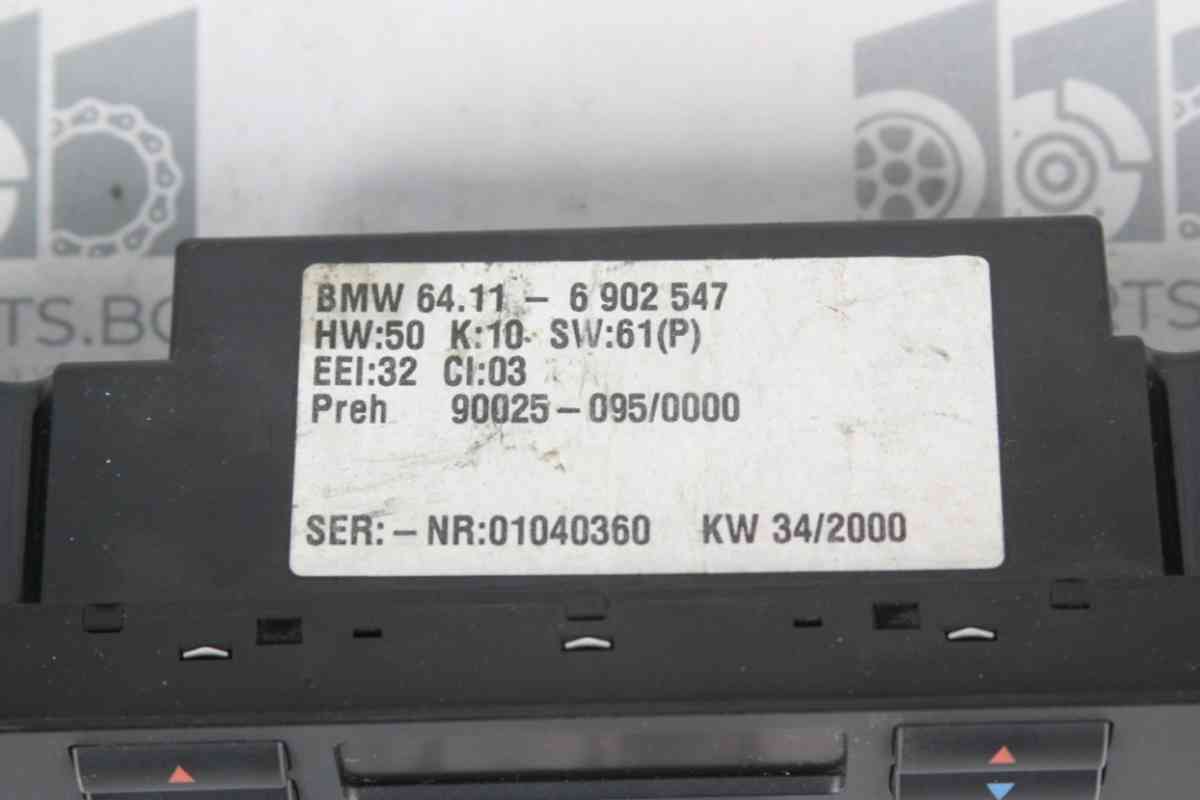 BMW 64.11 - 6 902 547
HW:50 K:10 SW:61(P)
EEI:32 CI:03
Preh 90025-095/0000
SER:-NR:01040360 KW 34/2000